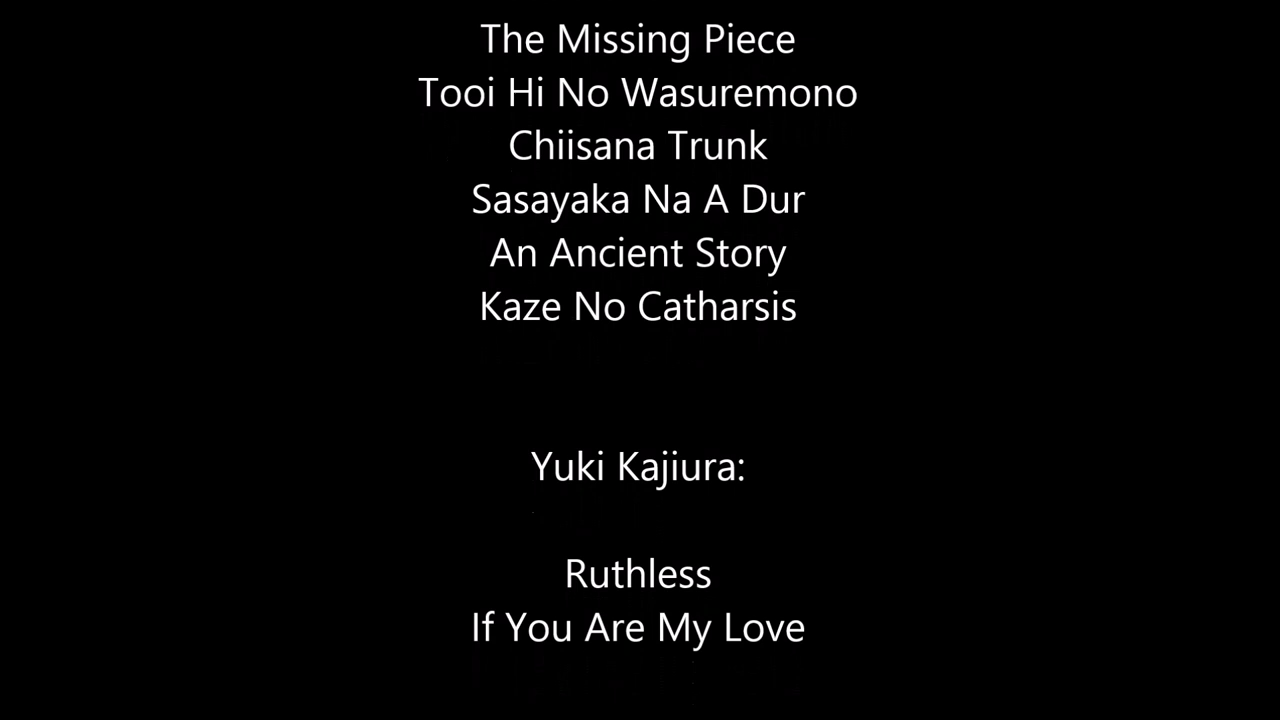 The Missing Piece
Tooi Hi No Wasuremono
Chiisana Trunk
Sasayaka Na A Dur
An Ancient Story
Kaze No Catharsis
Yuki Kajiura:
Ruthless
If You Are My Love